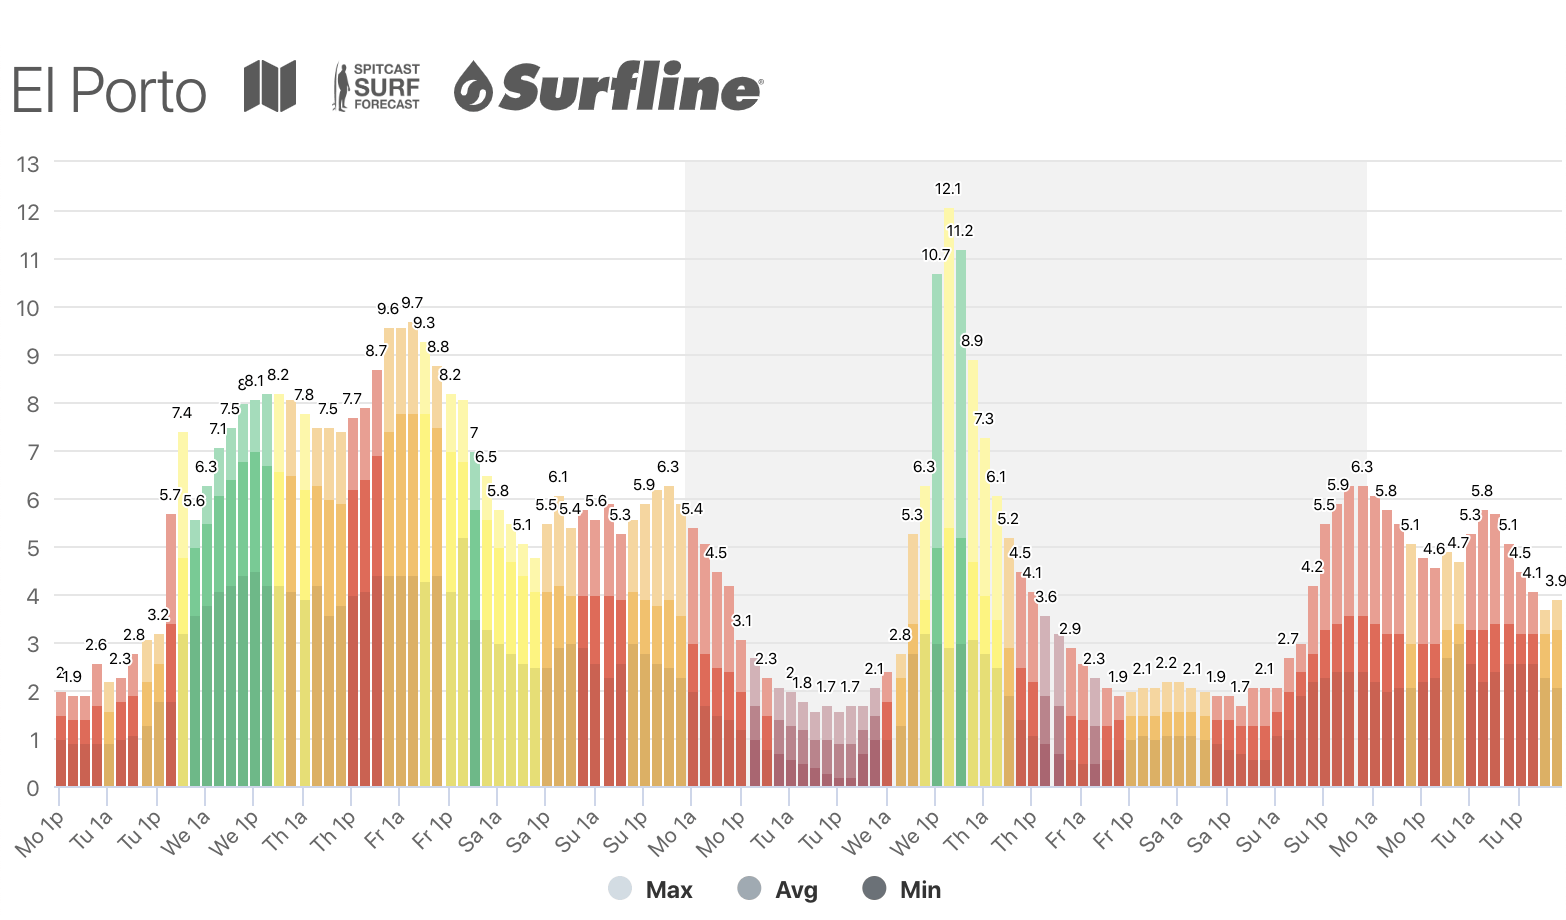 El Porto
SPITCAST
SURF
FORECAST
Surfline
13
12
11
10
9
8
7
6
5
4
3
2
1
0
2
1.9
2.6
2.3
2.8
3.2
5.7
7.4
5.6
6.3
7.1
7.5
8.1
8.2
7.8
7.5
7.7
8.7
9.6
9.7
9.3
8.8
8.2
7
6.5
5.8
5.1
5.5
6.1
5.4
5.6
5.3
5.9
6.3
5.4
4.5
3.1
2.3
2
1.8
1.7
1.7
2.1
2.8
5.3
6.3
10.7
12.1
11.2
8.9
7.3
6.1
5.2
4.5
4.1
3.6
2.9
2.3
1.9
2.1
2.2
2.1
1.9
1.7
2.1
2.7
4.2
5.5
5.9
6.3
5.8
5.1
4.6
4.7
5.3
5.8
5.1
4.5
4.1
3.9
Mo 1p
Tu 1a
Tu 1p
We 1a
We 1p
Th 1a
Th 1p
Fr 1a
Fr 1p
Sa 1a
Sa 1p
Su 1a
Su 1p
Mo 1a
Mo 1p
Tu 1a
Tu 1p
We 1a
We 1p
Th 1a
Th 1p
Fr 1a
Fr 1p
Sa 1a
Sa 1p
Su 1a
Su 1p
Mo 1a
Mo 1p
Tu 1a
Tu 1p
Max
Avg
Min